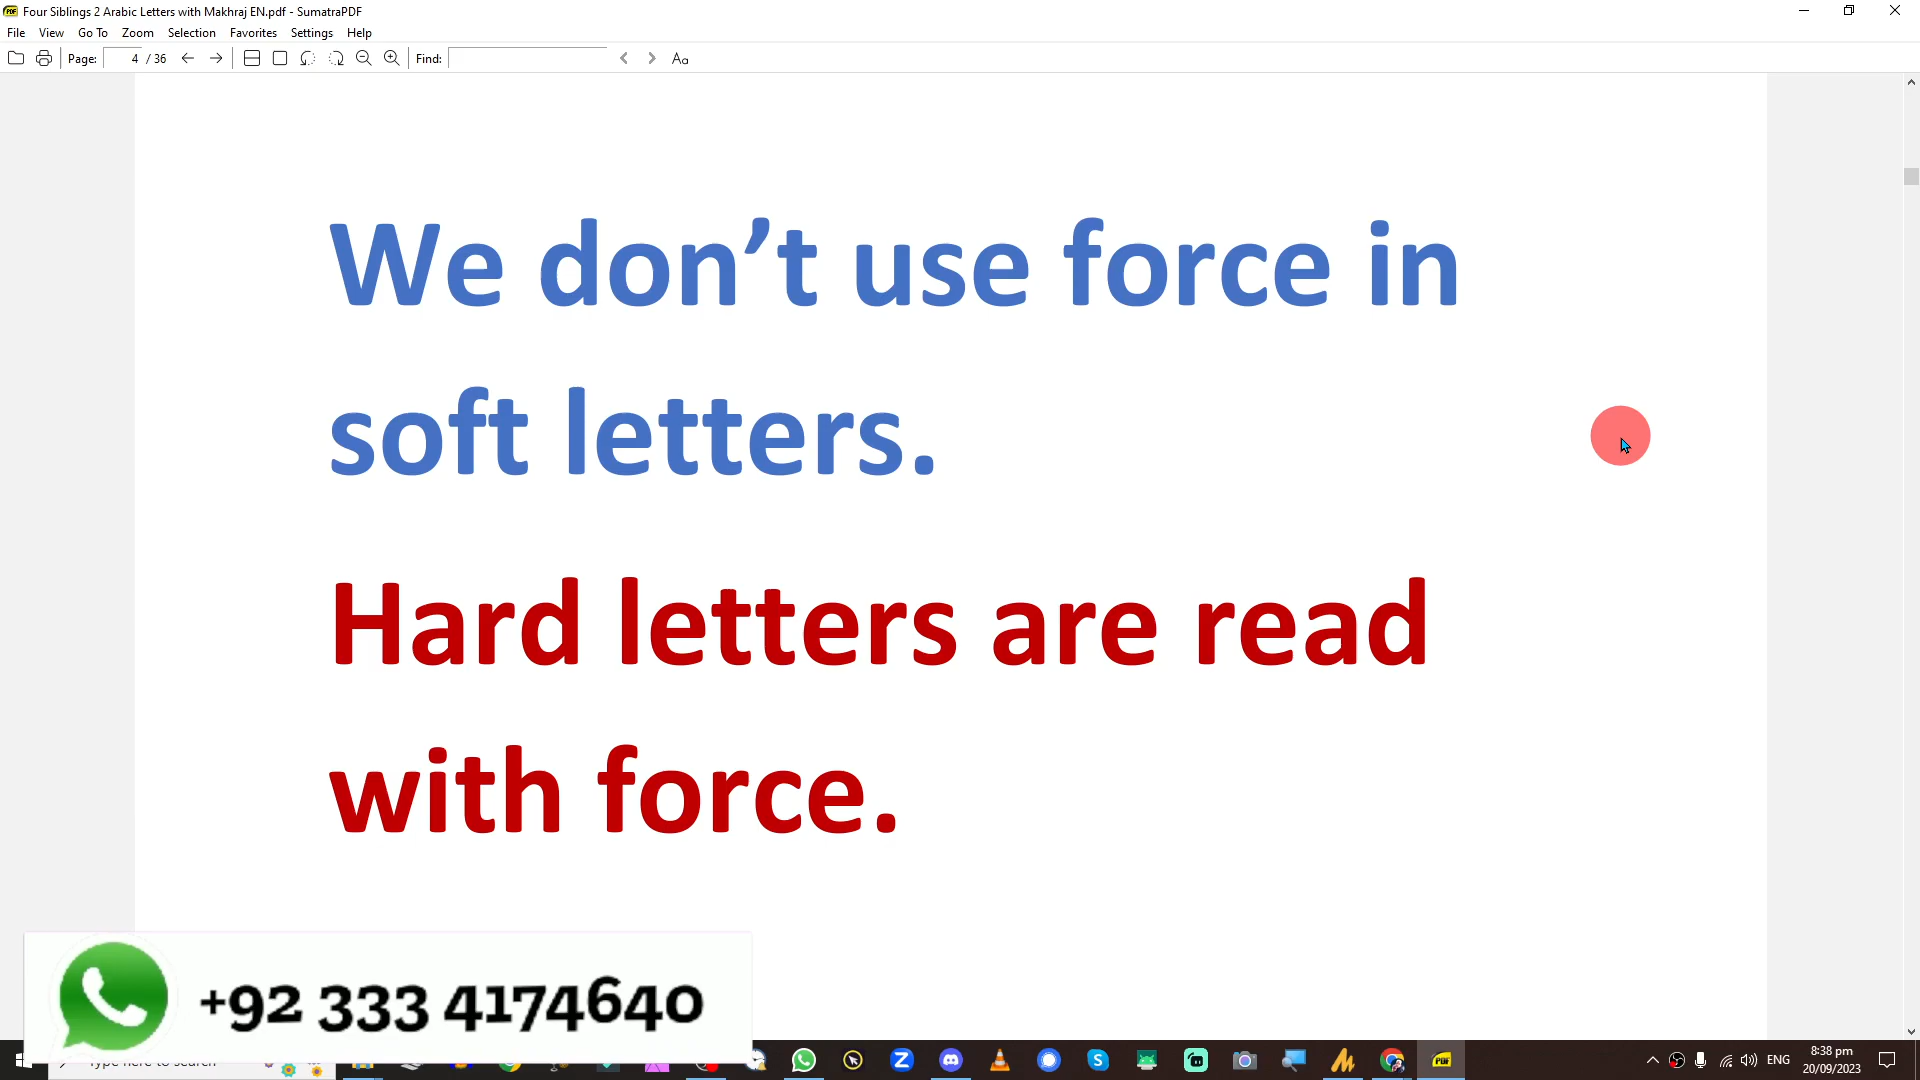 Four Siblings 2 Arabic Letters with Makhraj EN.pdf - SumatraPDF
File View Go To Zoom Selection Favorites Settings Help
Page: 4 / 36 Find: Aa
We don’t use force in
soft letters.
Hard letters are read
with force.
+92 333 4174640
ENG
8:38 pm
20/09/2023